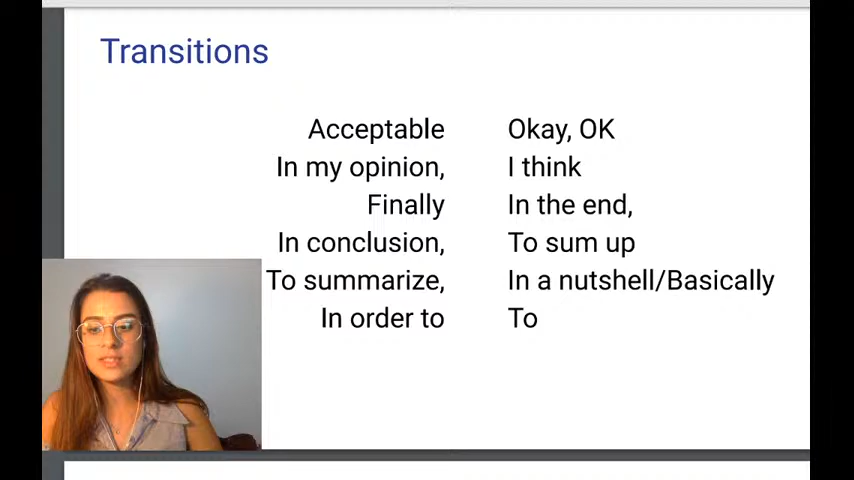 Transitions
Acceptable Okay, OK
In my opinion, I think
Finally In the end,
In conclusion, To sum up
To summarize, In a nutshell/Basically
In order to To